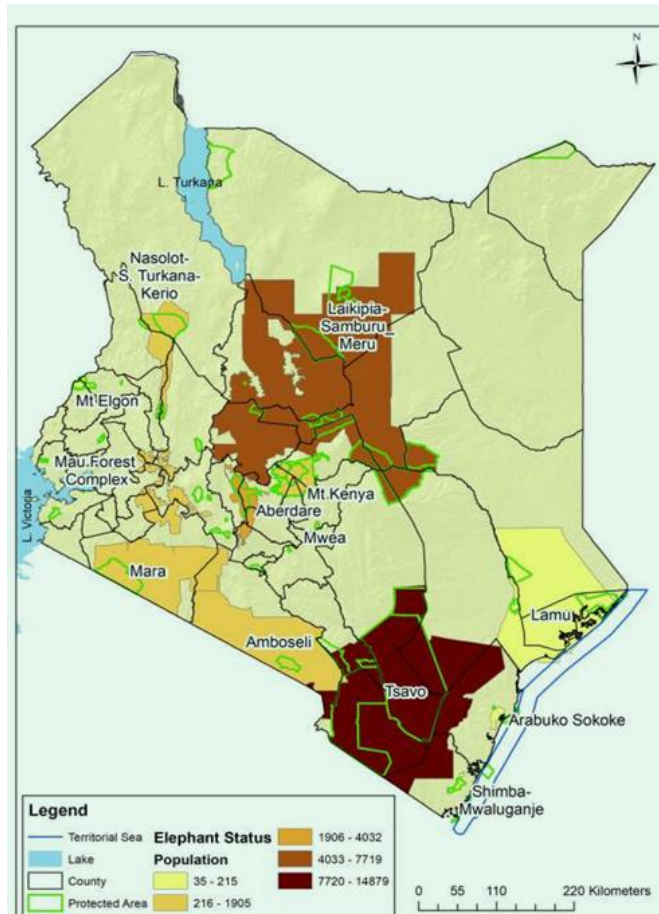 N
L. Turkana
Nasolot-
S. Turkana-
Kerio
Laikipia-
Samburu_
Meru
Mt Elgon
Mau Forest
Complex
L. Victoria
Mt.Kenya
Aberdare
Mwea
Mara
Lamu
Amboseli
Tsavo
Arabuko Sokoke
Shimba-
Mwaluganje
Legend
Territorial Sea
Lake
County
Protected Area
Elephant Status
Population
35 - 215
216 - 1905
1906 - 4032
4033 - 7719
7720 - 14879
0 55 110 220 Kilometers